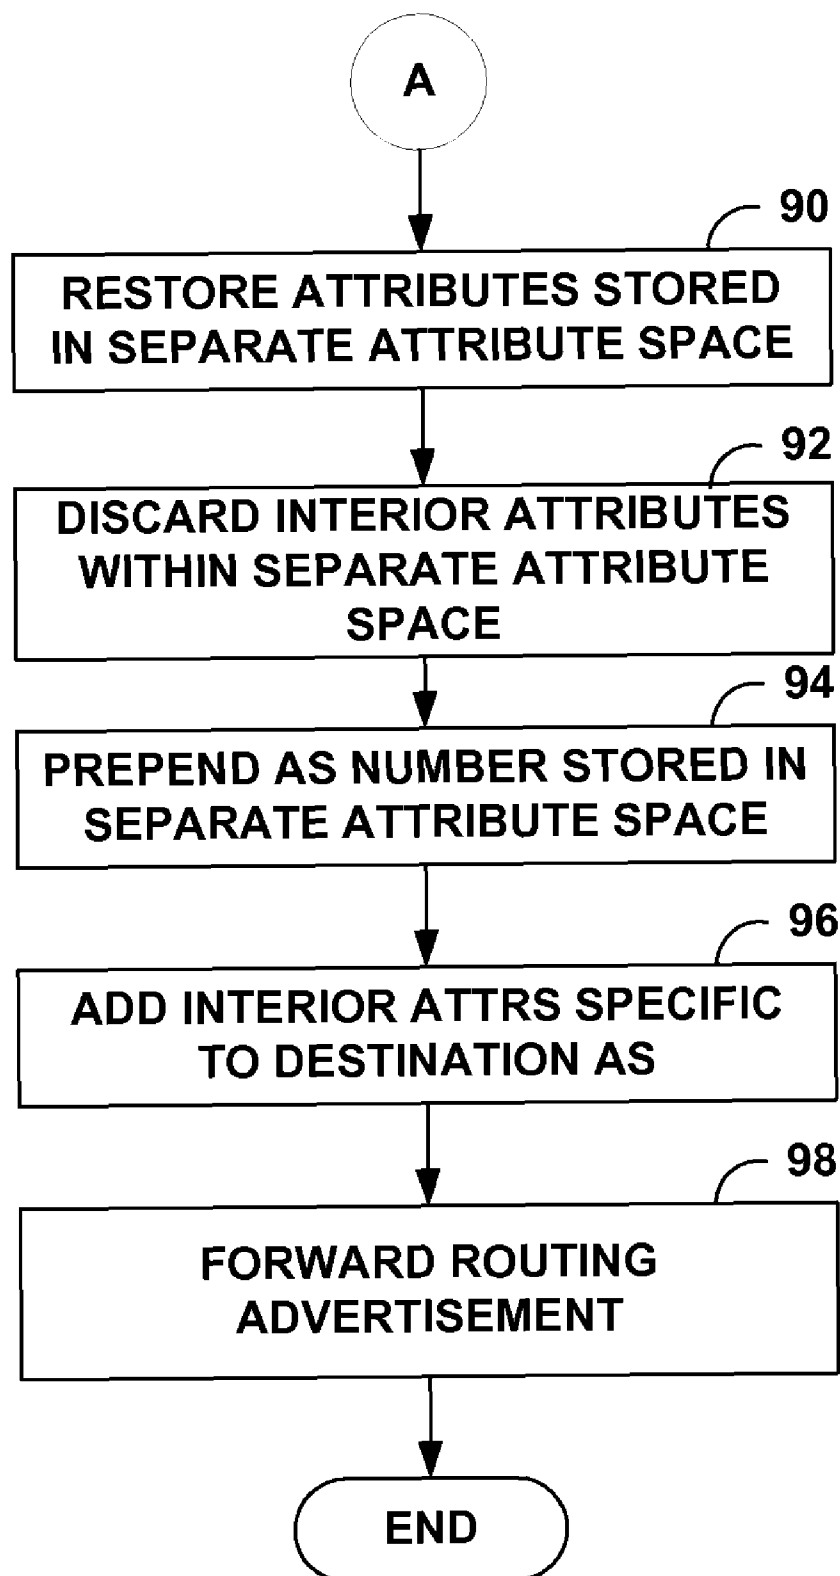 A
90
RESTORE ATTRIBUTES STORED
IN SEPARATE ATTRIBUTE SPACE
92
DISCARD INTERIOR ATTRIBUTES
WITHIN SEPARATE ATTRIBUTE
SPACE
94
PREPEND AS NUMBER STORED IN
SEPARATE ATTRIBUTE SPACE
96
ADD INTERIOR ATTRS SPECIFIC
TO DESTINATION AS
98
FORWARD ROUTING
ADVERTISEMENT
END